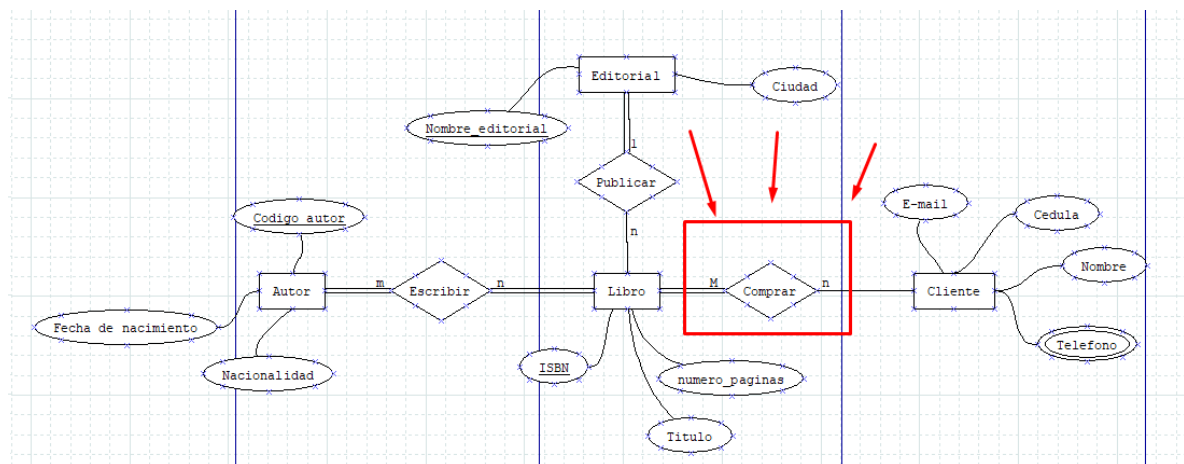 Editorial
Ciudad
Nombre_editorial
1
Publicar
n
Codigo autor
E-mail
Cedula
Nombre
Autor
m
Escribir
n
Libro
M
Comprar
n
Cliente
Fecha de nacimiento
Telefono
Nacionalidad
ISBN
numero_paginas
Titulo